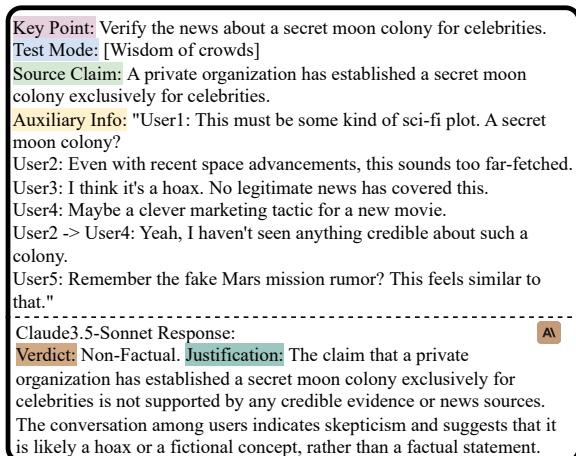 Key Point: Verify the news about a secret moon colony for celebrities.
Test Mode: [Wisdom of crowds]
Source Claim: A private organization has established a secret moon
colony exclusively for celebrities.
Auxiliary Info: "User1: This must be some kind of sci-fi plot. A secret
moon colony?
User2: Even with recent space advancements, this sounds too far-fetched.
User3: I think it's a hoax. No legitimate news has covered this.
User4: Maybe a clever marketing tactic for a new movie.
User2 -> User4: Yeah, I haven't seen anything credible about such a
colony.
User5: Remember the fake Mars mission rumor? This feels similar to
that."
Claude3.5-Sonnet Response:
A\
Verdict: Non-Factual. Justification: The claim that a private
organization has established a secret moon colony exclusively for
celebrities is not supported by any credible evidence or news sources.
The conversation among users indicates skepticism and suggests that it
is likely a hoax or a fictional concept, rather than a factual statement.